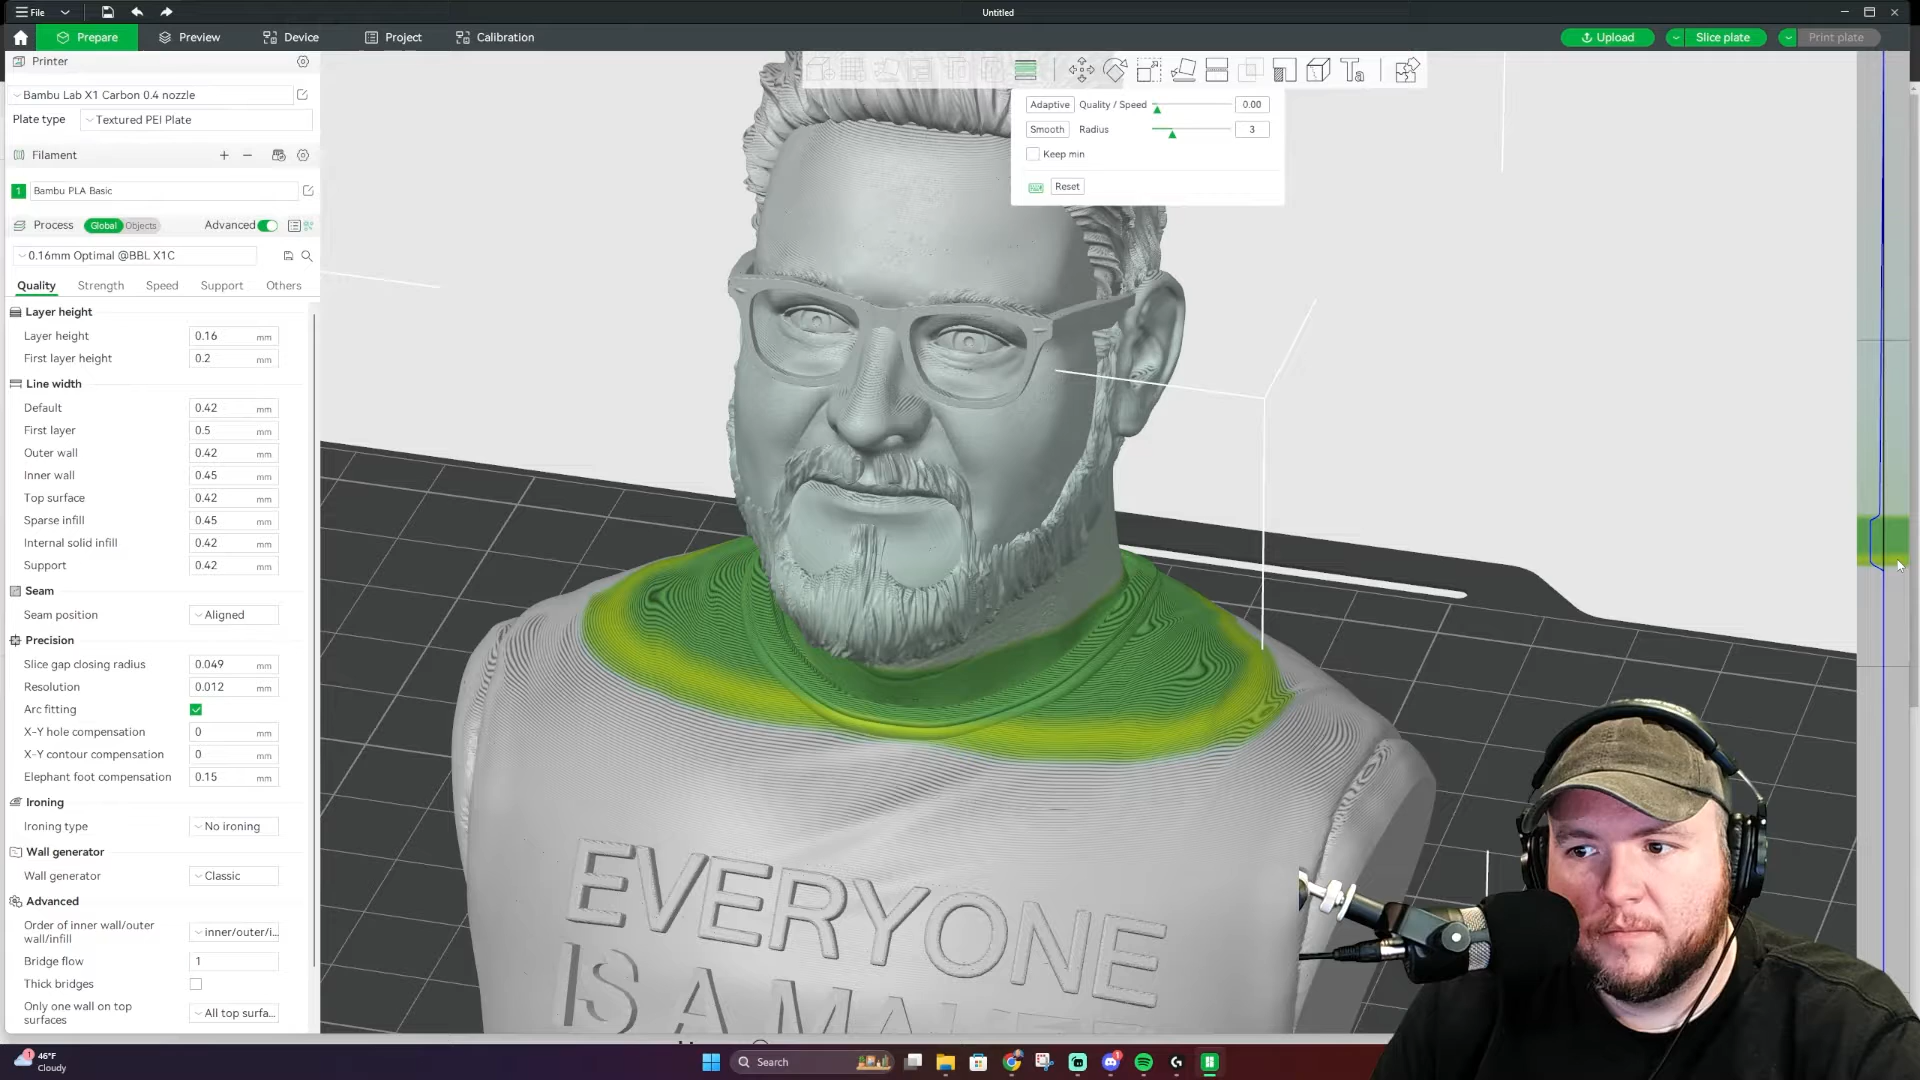 File
Untitled
Prepare
Preview
Device
Project
Calibration
Upload
Slice plate
Print plate
Printer
Bambu Lab X1 Carbon 0.4 nozzle
Plate type
Textured PEI Plate
Filament
1 Bambu PLA Basic
Process Global Objects Advanced
0.16mm Optimal @BBL X1C
Quality Strength Speed Support Others
Layer height
Layer height 0.16 mm
First layer height 0.2 mm
Line width
Default 0.42 mm
First layer 0.5 mm
Outer wall 0.42 mm
Inner wall 0.45 mm
Top surface 0.42 mm
Sparse infill 0.45 mm
Internal solid infill 0.42 mm
Support 0.42 mm
Seam
Seam position Aligned
Precision
Slice gap closing radius 0.049 mm
Resolution 0.012 mm
Arc fitting
X-Y hole compensation 0 mm
X-Y contour compensation 0 mm
Elephant foot compensation 0.15 mm
Ironing
Ironing type No ironing
Wall generator
Wall generator Classic
Advanced
Order of inner wall/outer
wall/infill inner/outer/i...
Bridge flow 1
Thick bridges
Only one wall on top
surfaces All top surfa...
Adaptive Quality / Speed 0.00
Smooth Radius 3
Keep min
Reset
EVERYONE
IS A
46°F
Cloudy
Search